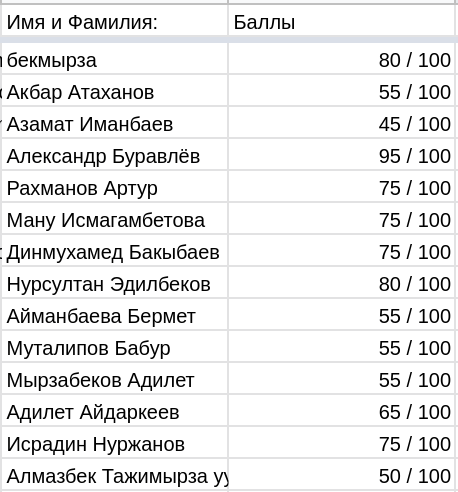 Имя и Фамилия: Баллы
бекмырза 80 / 100
Акбар Атаханов 55 / 100
Азамат Иманбаев 45 / 100
Александр Буравлёв 95 / 100
Рахманов Артур 75 / 100
Ману Исмагамбетова 75 / 100
Динмухамед Бакыбаев 75 / 100
Нурсултан Эдилбеков 80 / 100
Айманбаева Бермет 55 / 100
Муталипов Бабур 55 / 100
Мырзабеков Адилет 55 / 100
Адилет Айдаркеев 65 / 100
Исрадин Нуржанов 75 / 100
Алмазбек Тажимырза 50 / 100